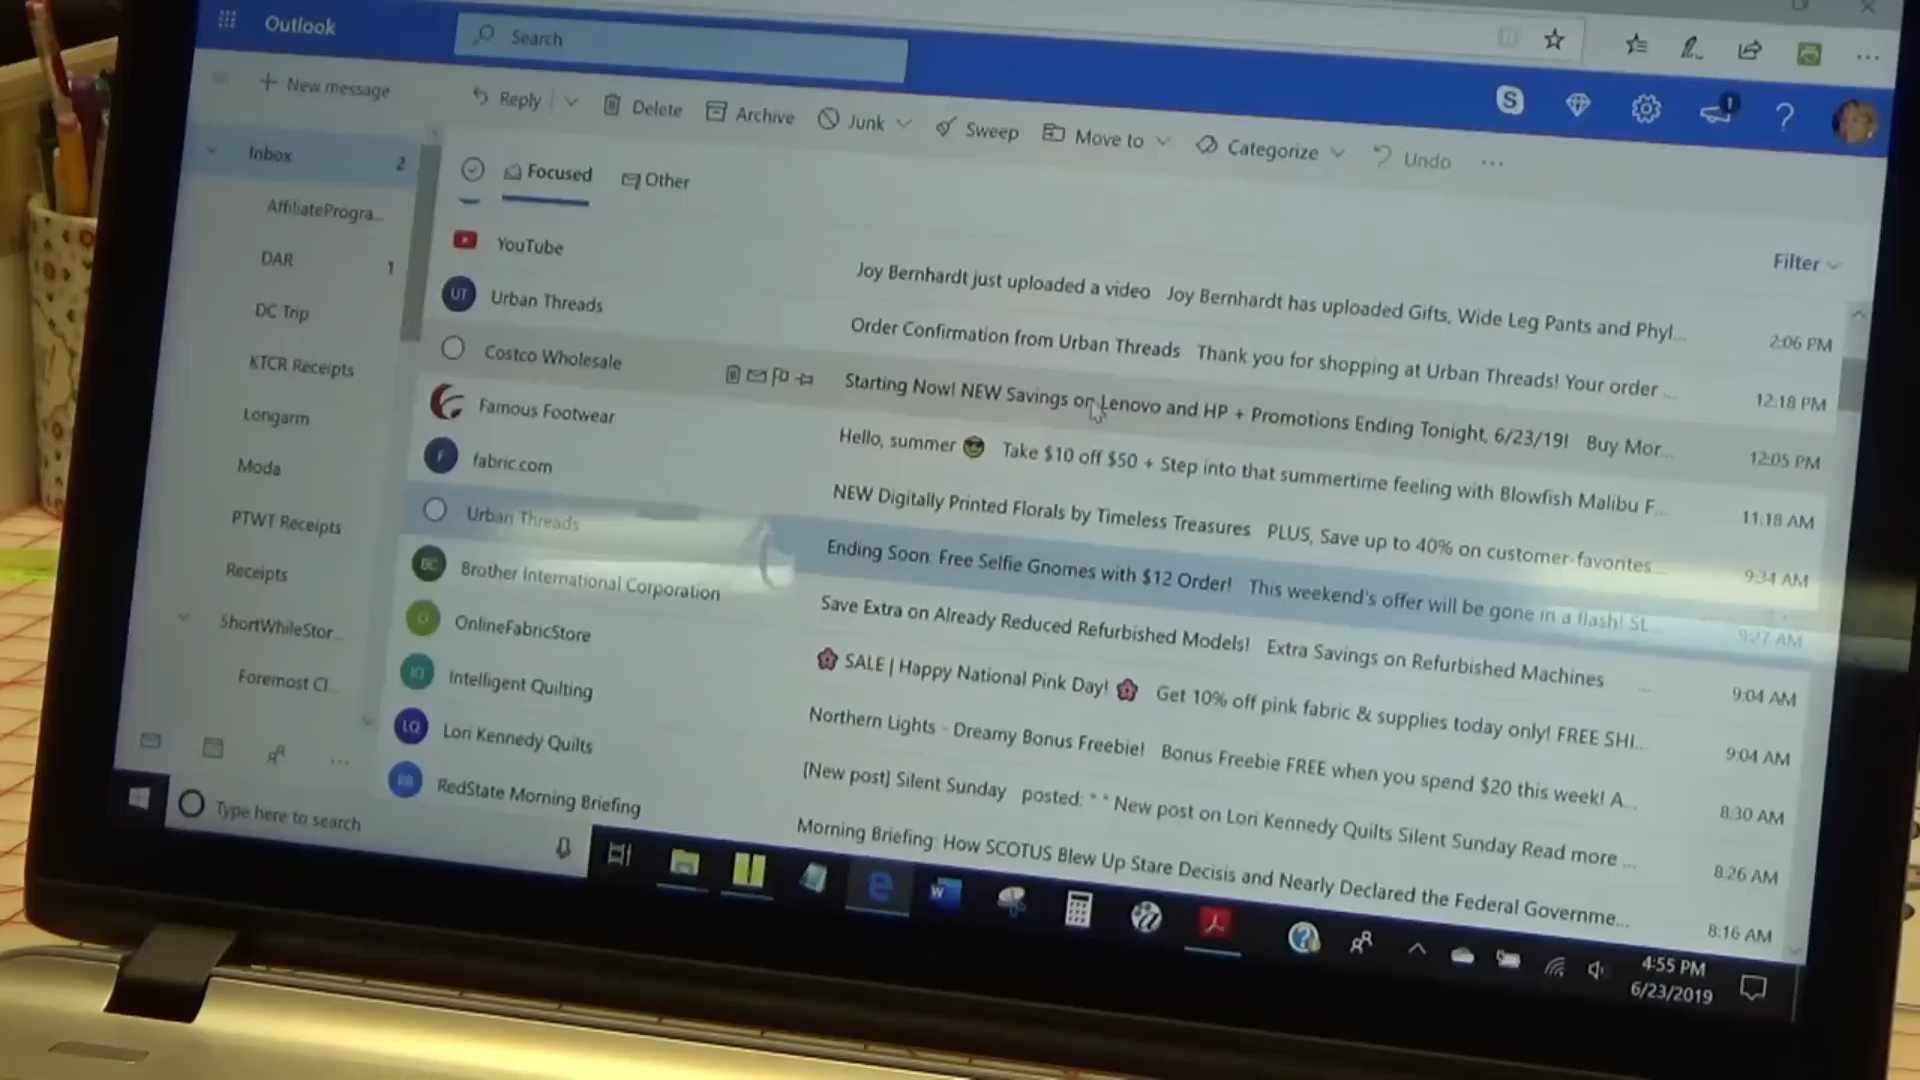 Outlook
Search
New message
Reply
Delete
Archive
Junk
Sweep
Move to
Categorize
Undo
Inbox 2
AffiliateProgra...
DAR 1
DC Trip
KTCR Receipts
Longarm
Moda
PTWT Receipts
Receipts
ShortWhileStor...
Foremost Cl...
Focused
Other
Filter
YouTube Joy Bernhardt just uploaded a video Joy Bernhardt has uploaded Gifts, Wide Leg Pants and Phyl... 2:06 PM
UT Urban Threads Order Confirmation from Urban Threads Thank you for shopping at Urban Threads! Your order ... 12:18 PM
Costco Wholesale Starting Now! NEW Savings on Lenovo and HP + Promotions Ending Tonight, 6/23/19! Buy Mor... 12:05 PM
Famous Footwear Hello, summer 😎 Take $10 off $50 + Step into that summertime feeling with Blowfish Malibu F... 11:18 AM
F fabric.com NEW Digitally Printed Florals by Timeless Treasures PLUS, Save up to 40% on customer-favorites... 9:34 AM
Urban Threads Ending Soon: Free Selfie Gnomes with $12 Order! This weekend's offer will be gone in a flash! St... 9:27 AM
BC Brother International Corporation Save Extra on Already Reduced Refurbished Models! Extra Savings on Refurbished Machines ... 9:04 AM
O OnlineFabricStore 🌸 SALE | Happy National Pink Day! 🌸 Get 10% off pink fabric & supplies today only! FREE SHI... 9:04 AM
IQ Intelligent Quilting Northern Lights - Dreamy Bonus Freebie! Bonus Freebie FREE when you spend $20 this week! A... 8:30 AM
LQ Lori Kennedy Quilts [New post] Silent Sunday posted: " " New post on Lori Kennedy Quilts Silent Sunday Read more ... 8:26 AM
RB RedState Morning Briefing Morning Briefing: How SCOTUS Blew Up Stare Decisis and Nearly Declared the Federal Governme... 8:16 AM
Type here to search
4:55 PM
6/23/2019